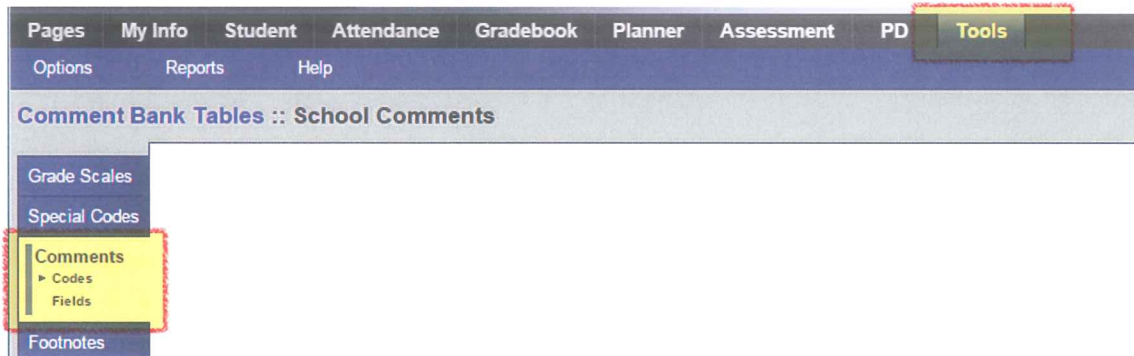 Pages My Info Student Attendance Gradebook Planner Assessment PD Tools
Options Reports Help
Comment Bank Tables :: School Comments
Grade Scales
Special Codes
Comments
Codes
Fields
Footnotes